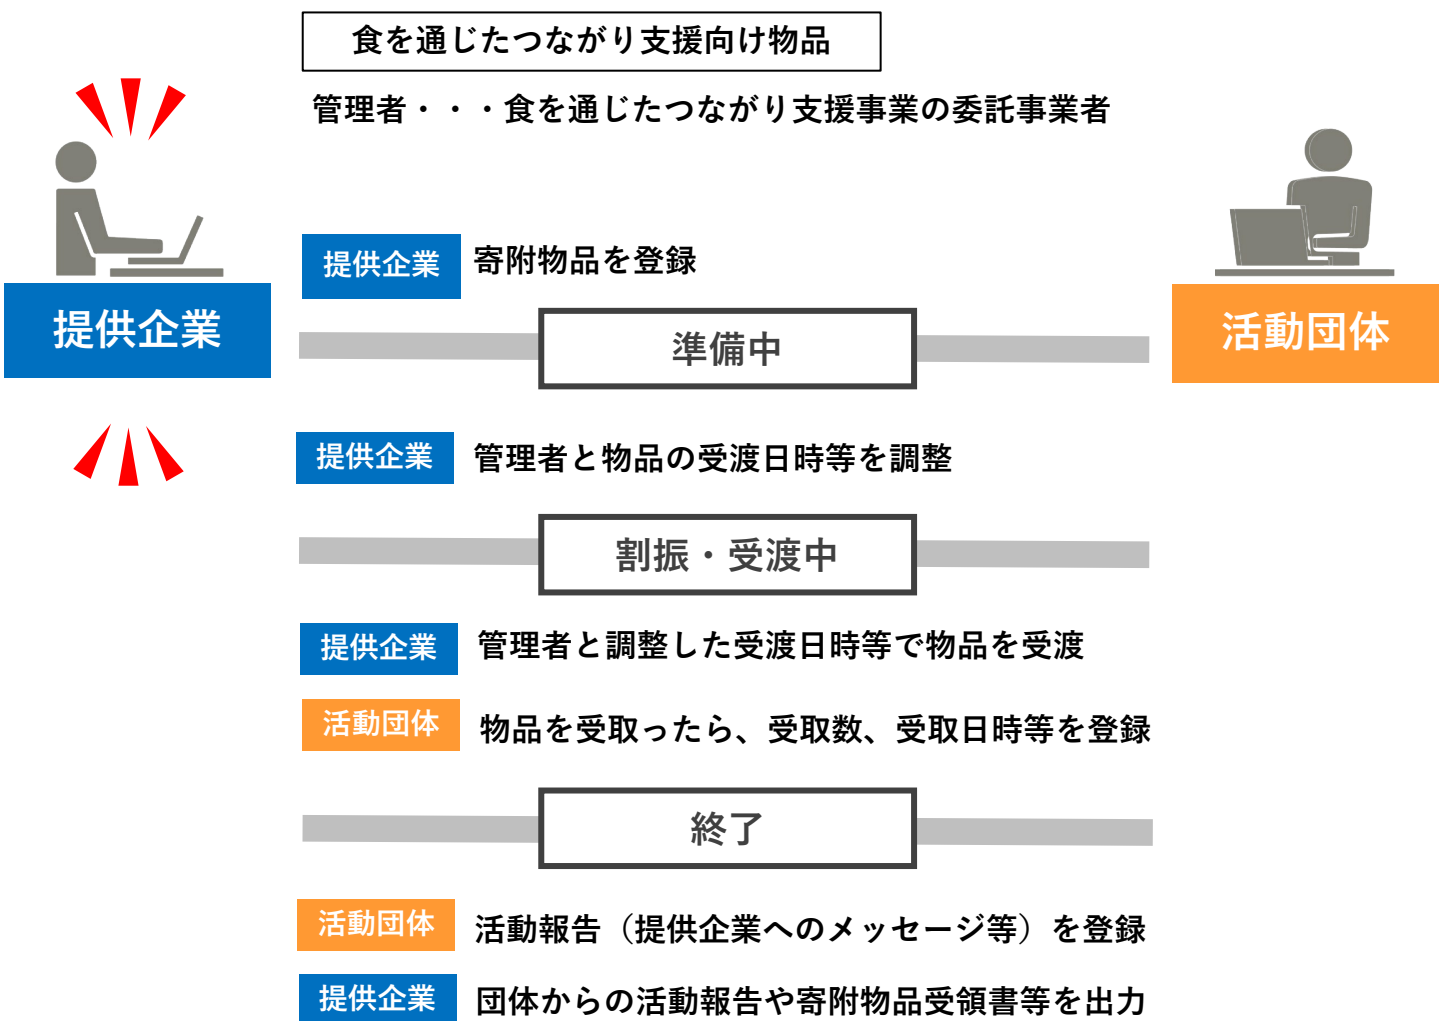 食を通じたつながり支援向け物品
管理者・・・食を通じたつながり支援事業の委託事業者
提供企業 寄附物品を登録
提供企業
活動団体
準備中
提供企業 管理者と物品の受渡日時等を調整
割振・受渡中
提供企業 管理者と調整した受渡日時等で物品を受渡
活動団体 物品を受取ったら、受取数、受取日時等を登録
終了
活動団体 活動報告（提供企業へのメッセージ等）を登録
提供企業 団体からの活動報告や寄附物品受領書等を出力